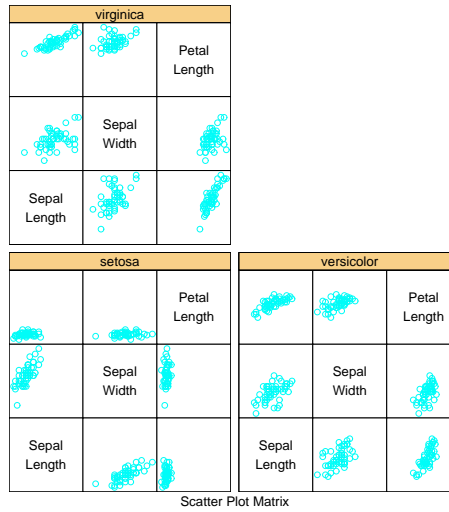 virginica
Petal
Length
Sepal
Width
Sepal
Length
setosa
Petal
Length
Sepal
Width
Sepal
Length
versicolor
Petal
Length
Sepal
Width
Sepal
Length
Scatter Plot Matrix